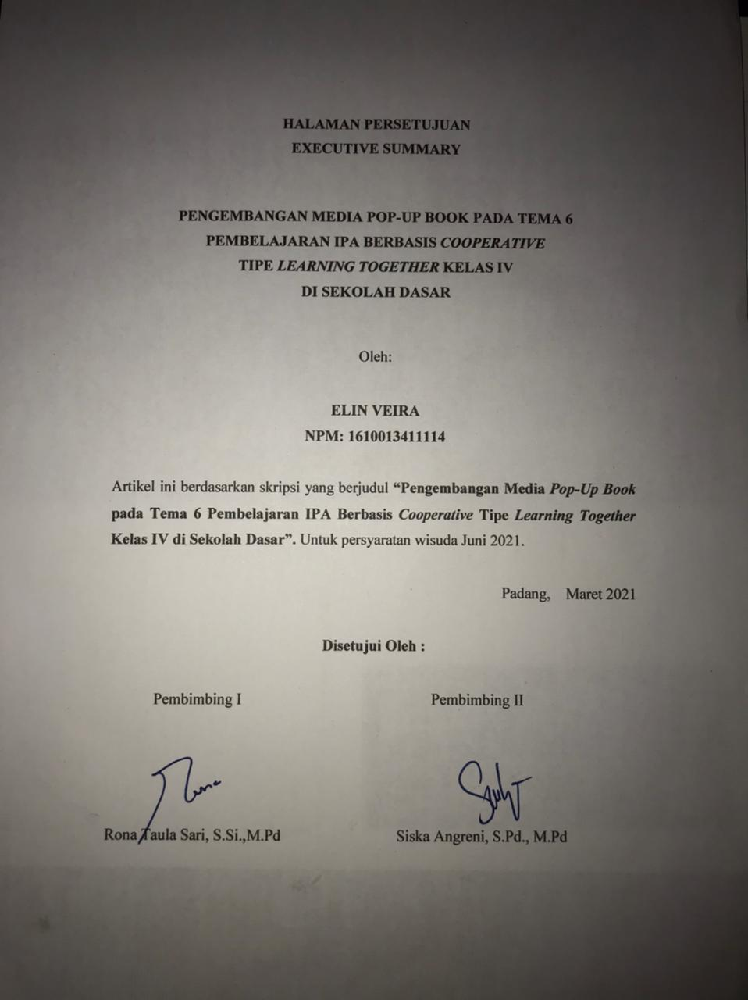 HALAMAN PERSETUJUAN
EXECUTIVE SUMMARY
PENGEMBANGAN MEDIA POP-UP BOOK PADA TEMA 6
PEMBELAJARAN IPA BERBASIS COOPERATIVE
TIPE LEARNING TOGETHER KELAS IV
DI SEKOLAH DASAR
Oleh:
ELIN VEIRA
NPM: 1610013411114
Artikel ini berdasarkan skripsi yang berjudul “Pengembangan Media Pop-Up Book
pada Tema 6 Pembelajaran IPA Berbasis Cooperative Tipe Learning Together
Kelas IV di Sekolah Dasar”. Untuk persyaratan wisuda Juni 2021.
Padang, Maret 2021
Disetujui Oleh :
Pembimbing I Pembimbing II
Rona Taula Sari, S.Si.,M.Pd Siska Angreni, S.Pd., M.Pd